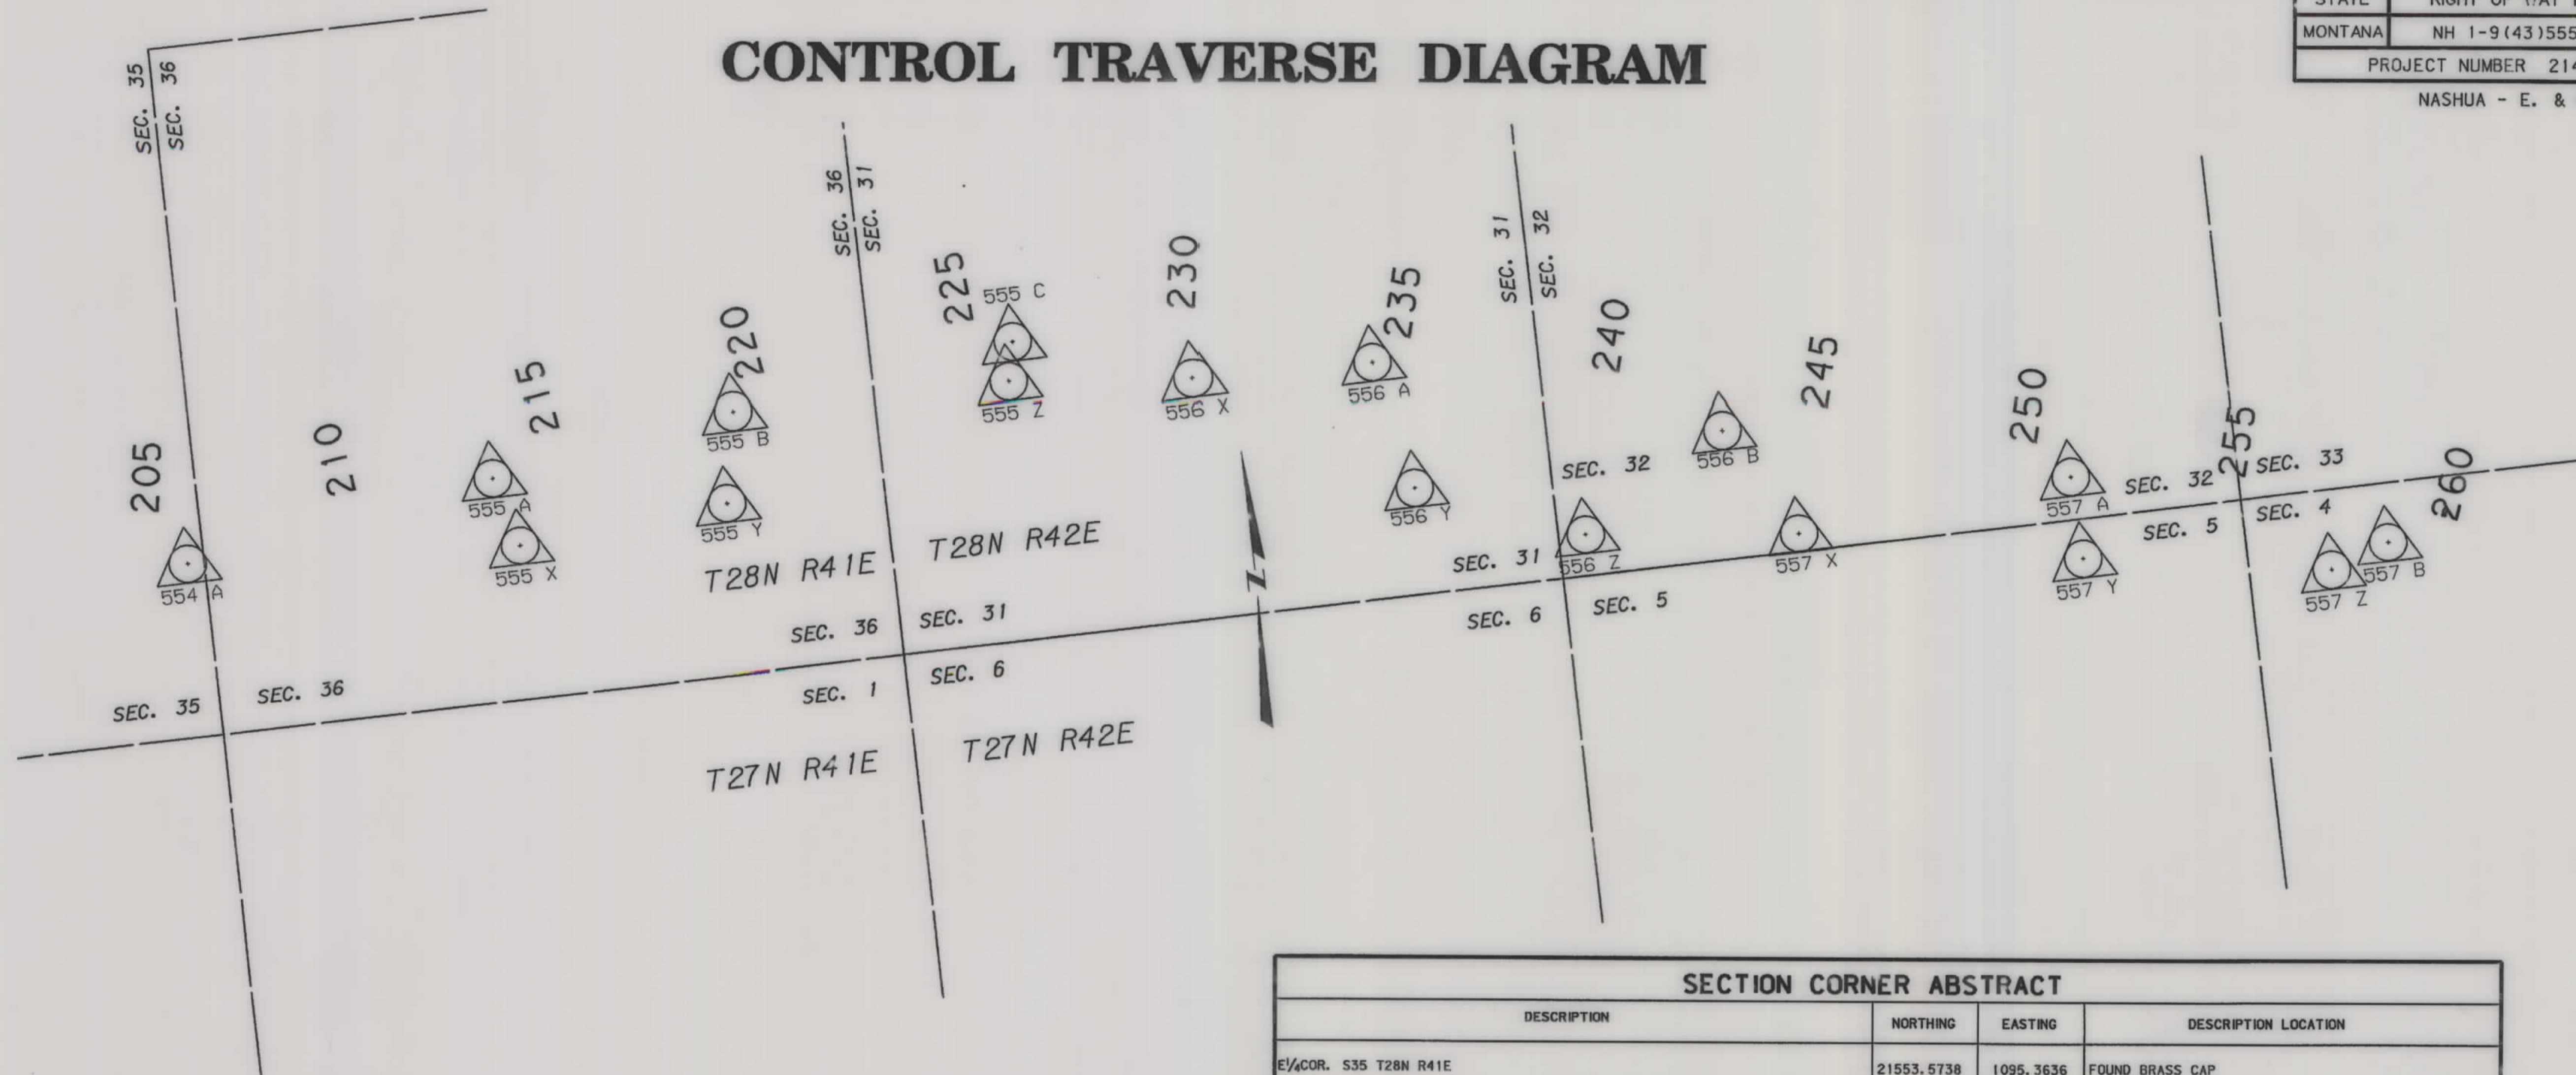 CONTROL TRAVERSE DIAGRAM
STATE
MONTANA NH 1-9(43)555
PROJECT NUMBER 214
NASHUA - E. &
SEC. 35
SEC. 36
SEC. 36
SEC. 31
SEC. 31
SEC. 32
205
210
215
220
225
230
235
240
245
250
255
260
554 A
555 A
555 X
555 B
555 Y
555 C
555 Z
556 X
556 A
556 Y
556 Z
556 B
557 X
557 A
557 Y
557 Z
557 B
SEC. 32
SEC. 32
SEC. 33
SEC. 5
SEC. 4
T28N R41E
T28N R42E
SEC. 31
SEC. 6
SEC. 5
SEC. 36
SEC. 31
SEC. 1
SEC. 6
SEC. 35
SEC. 36
T27N R41E
T27N R42E
N
SECTION CORNER ABSTRACT
DESCRIPTION NORTHING EASTING DESCRIPTION LOCATION
E¼COR. S35 T28N R41E 21553.5738 1095.3636 FOUND BRASS CAP